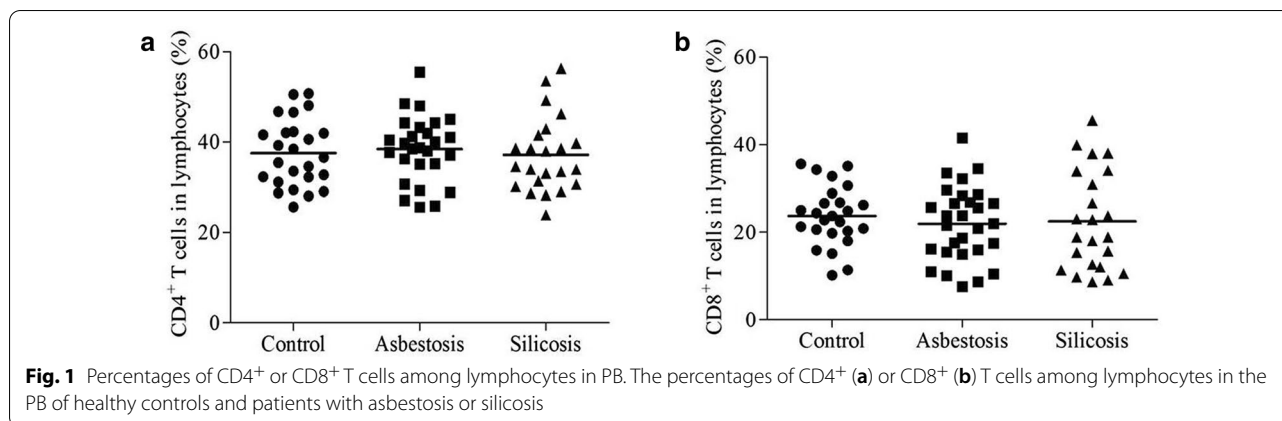 a
CD4⁺ T cells in lymphocytes (%)
60
40
20
0
Control Asbestosis Silicosis
b
CD8⁺ T cells in lymphocytes (%)
60
40
20
0
Control Asbestosis Silicosis
Fig. 1 Percentages of CD4⁺ or CD8⁺ T cells among lymphocytes in PB. The percentages of CD4⁺ (a) or CD8⁺ (b) T cells among lymphocytes in the
PB of healthy controls and patients with asbestosis or silicosis